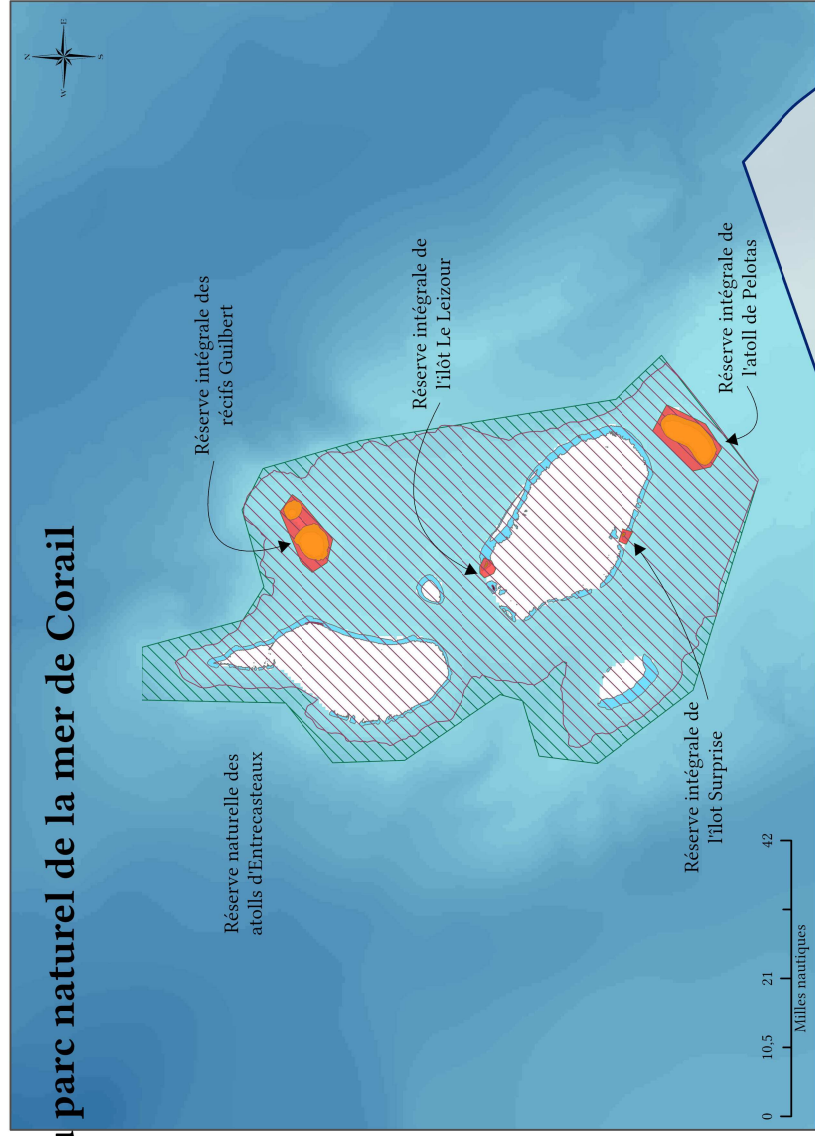 parc naturel de la mer de Corail
N
W
E
S
Réserve intégrale des
récifs Guilbert
Réserve naturelle des
atolls d'Entrecasteaux
Réserve intégrale de
l'ilôt Le Leizour
Réserve intégrale de
l'îlot Surprise
Réserve intégrale de
l'atoll de Pelotas
0
10,5
21
42
Milles nautiques